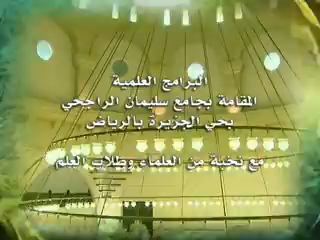 البرامج العلمية
المقامة بجامع سليمان الراجحي
بحي الجزيرة بالرياض
مع نخبة من العلماء وطلاب العلم